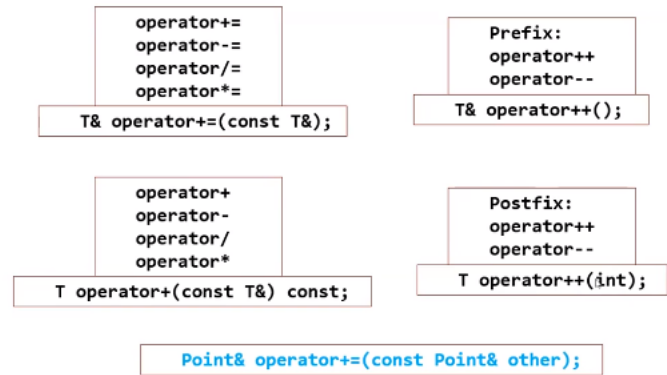 operator+=
operator-=
operator/=
operator*=
T& operator+=(const T&);
Prefix:
operator++
operator--
T& operator++();
operator+
operator-
operator/
operator*
T operator+(const T&) const;
Postfix:
operator++
operator--
T operator++(int);
Point& operator+=(const Point& other);